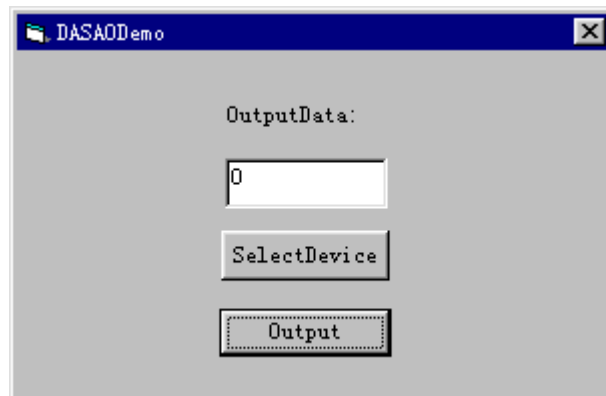 DASAODemo
OutputData:
0
SelectDevice
Output